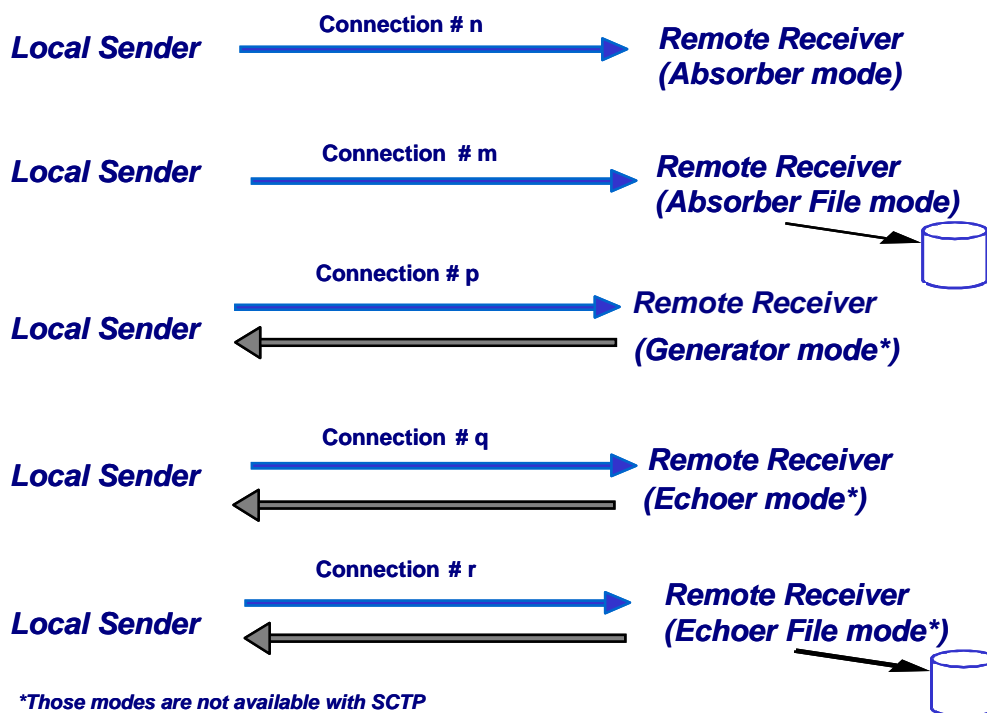 Connection # n
Local Sender
Remote Receiver
(Absorber mode)
Connection # m
Local Sender
Remote Receiver
(Absorber File mode)
Connection # p
Local Sender
Remote Receiver
(Generator mode*)
Connection # q
Local Sender
Remote Receiver
(Echoer mode*)
Connection # r
Local Sender
Remote Receiver
(Echoer File mode*)
*Those modes are not available with SCTP